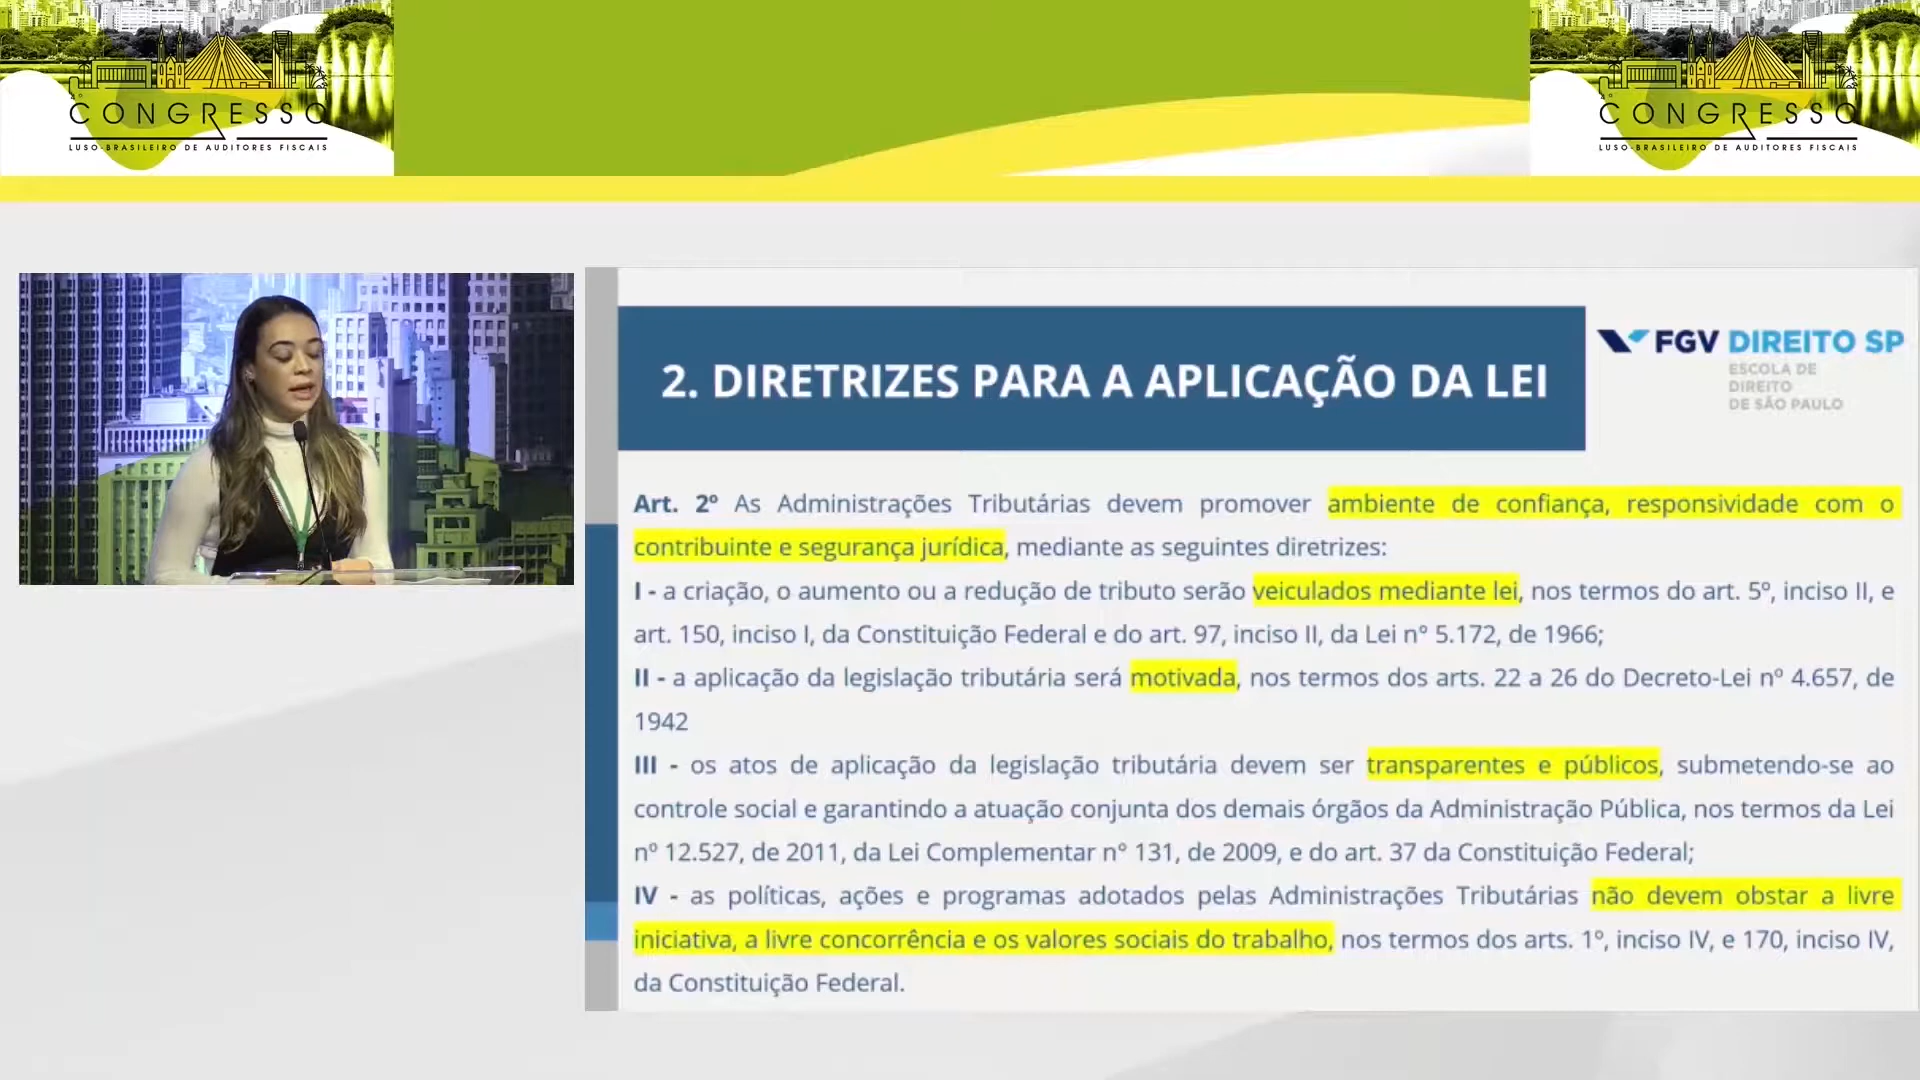 CONGRESSO
LUSO-BRASILEIRO DE AUDITORES FISCAIS
CONGRESSO
LUSO-BRASILEIRO DE AUDITORES FISCAIS
2. DIRETRIZES PARA A APLICAÇÃO DA LEI
FGV DIREITO SP
ESCOLA DE
DIREITO
DE SÃO PAULO
Art. 2º As Administrações Tributárias devem promover ambiente de confiança, responsividade com o
contribuinte e segurança jurídica, mediante as seguintes diretrizes:
I - a criação, o aumento ou a redução de tributo serão veiculados mediante lei, nos termos do art. 5º, inciso II, e
art. 150, inciso I, da Constituição Federal e do art. 97, inciso II, da Lei nº 5.172, de 1966;
II - a aplicação da legislação tributária será motivada, nos termos dos arts. 22 a 26 do Decreto-Lei nº 4.657, de
1942
III - os atos de aplicação da legislação tributária devem ser transparentes e públicos, submetendo-se ao
controle social e garantindo a atuação conjunta dos demais órgãos da Administração Pública, nos termos da Lei
nº 12.527, de 2011, da Lei Complementar nº 131, de 2009, e do art. 37 da Constituição Federal;
IV - as políticas, ações e programas adotados pelas Administrações Tributárias não devem obstar a livre
iniciativa, a livre concorrência e os valores sociais do trabalho, nos termos dos arts. 1º, inciso IV, e 170, inciso IV,
da Constituição Federal.